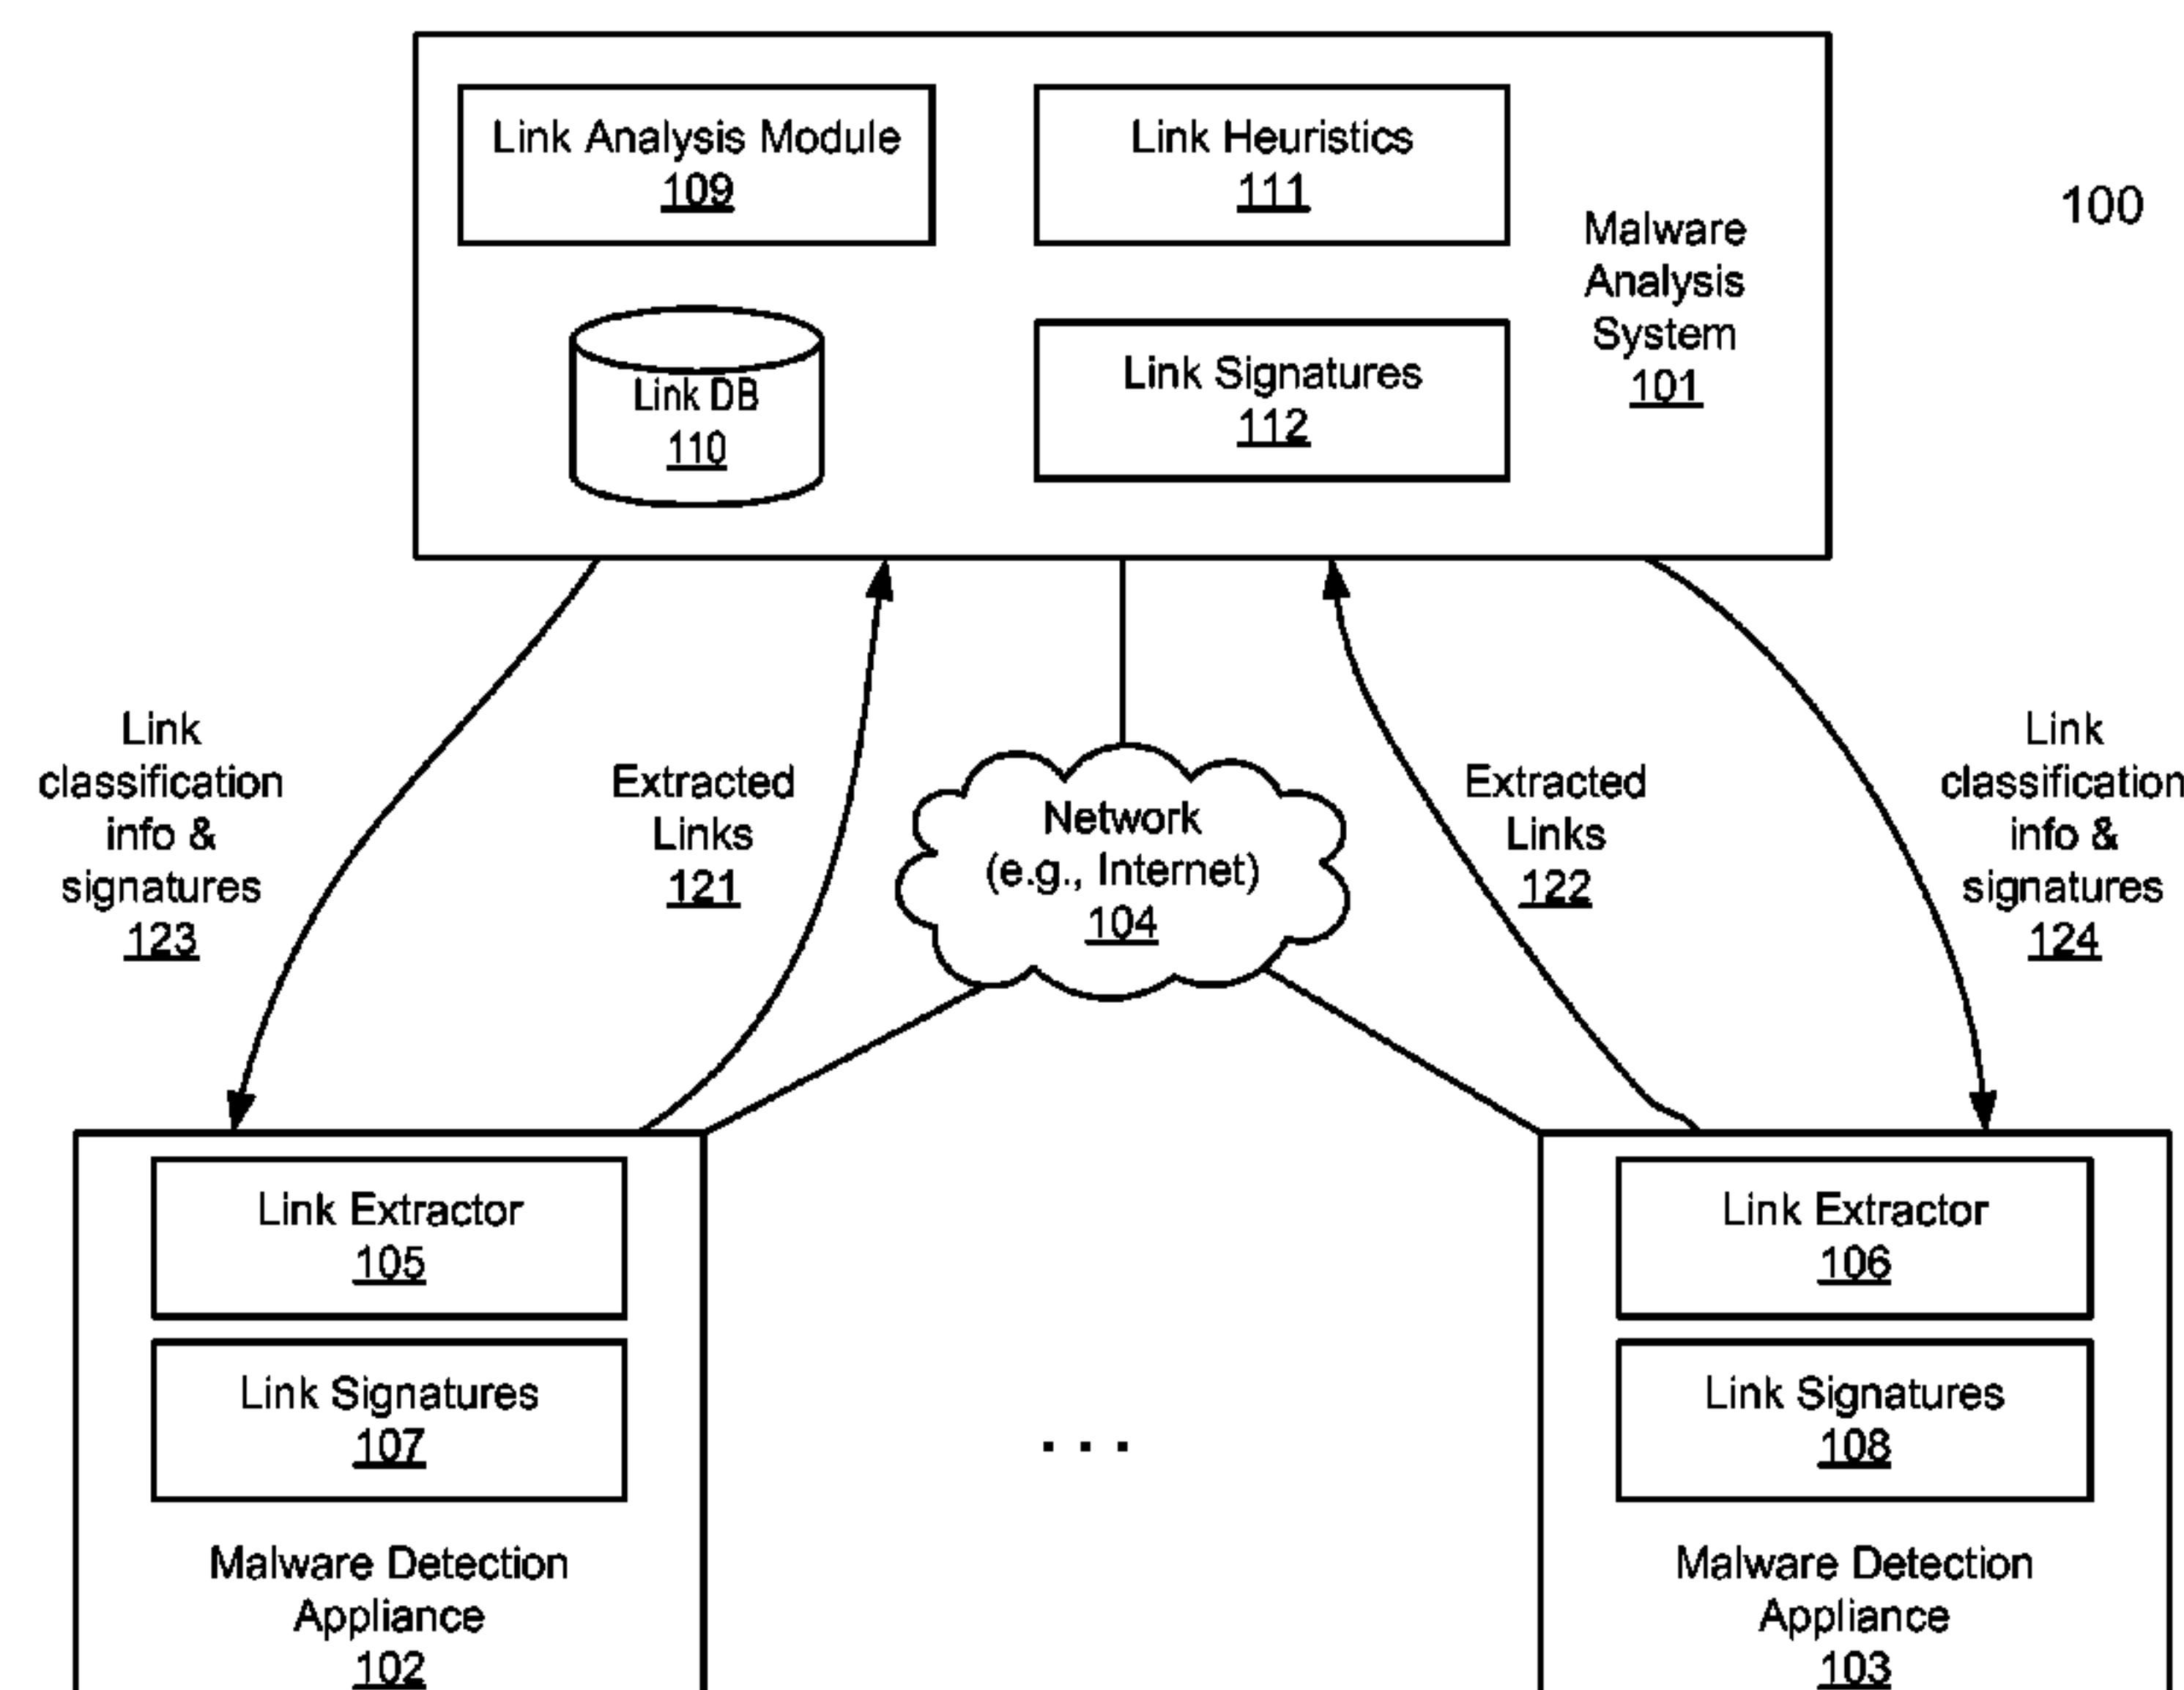 Link Analysis Module
109
Link Heuristics
111
100
Malware
Analysis
System
101
Link DB
110
Link Signatures
112
Link
classification
info &
signatures
123
Extracted
Links
121
Network
(e.g., Internet)
104
Extracted
Links
122
Link
classification
info &
signatures
124
Link Extractor
105
Link Signatures
107
Malware Detection
Appliance
102
. . .
Link Extractor
106
Link Signatures
108
Malware Detection
Appliance
103